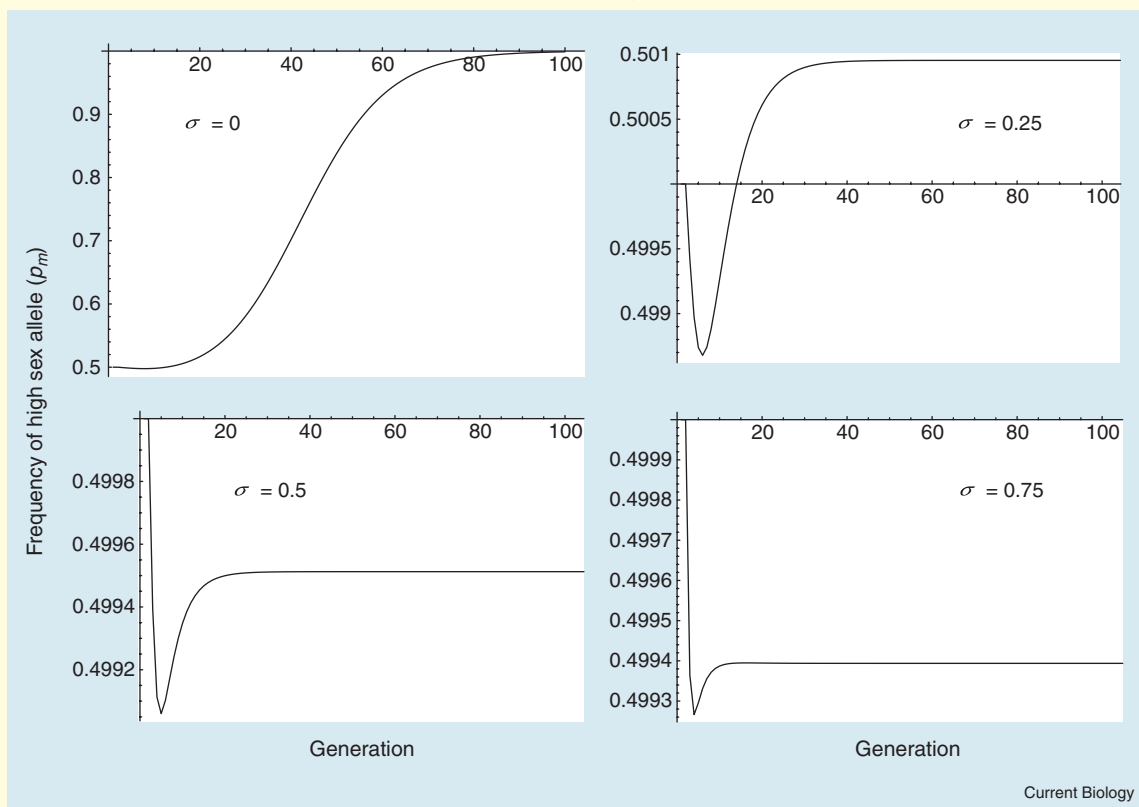 Frequency of high sex allele (pm)
0.9
0.8
0.7
0.6
0.5
20 40 60 80 100
σ = 0
0.501
0.5005
0.4995
0.499
20 40 60 80 100
σ = 0.25
0.4998
0.4996
0.4994
0.4992
20 40 60 80 100
σ = 0.5
0.4999
0.4998
0.4997
0.4996
0.4995
0.4994
0.4993
20 40 60 80 100
σ = 0.75
Generation
Generation
Current Biology